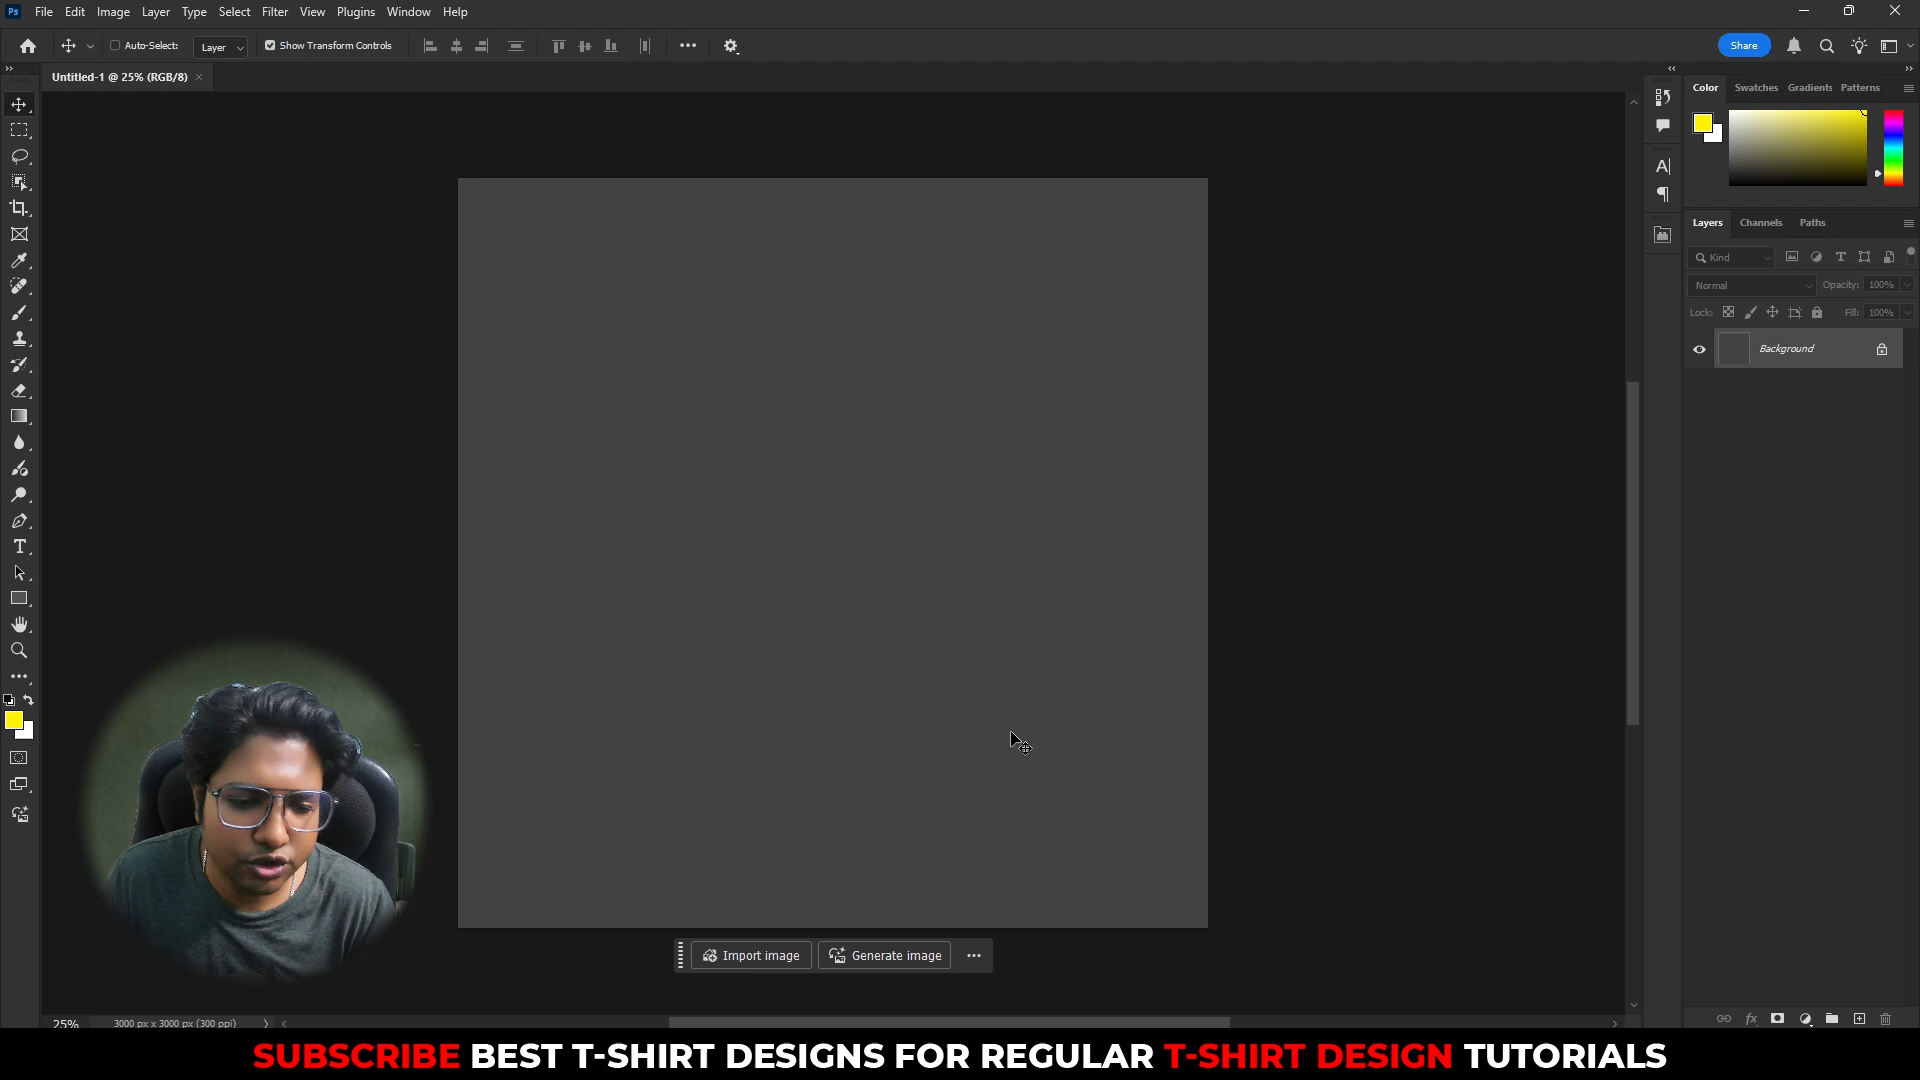 Ps File Edit Image Layer Type Select Filter View Plugins Window Help
Auto-Select: Layer Show Transform Controls Share
Untitled-1 @ 25% (RGB/8)
Color Swatches Gradients Patterns
Layers Channels Paths
Kind
Normal Opacity: 100%
Lock: Fill: 100%
Background
Import image Generate image
25% 3000 px x 3000 px (300 ppi)
SUBSCRIBE BEST T-SHIRT DESIGNS FOR REGULAR T-SHIRT DESIGN TUTORIALS